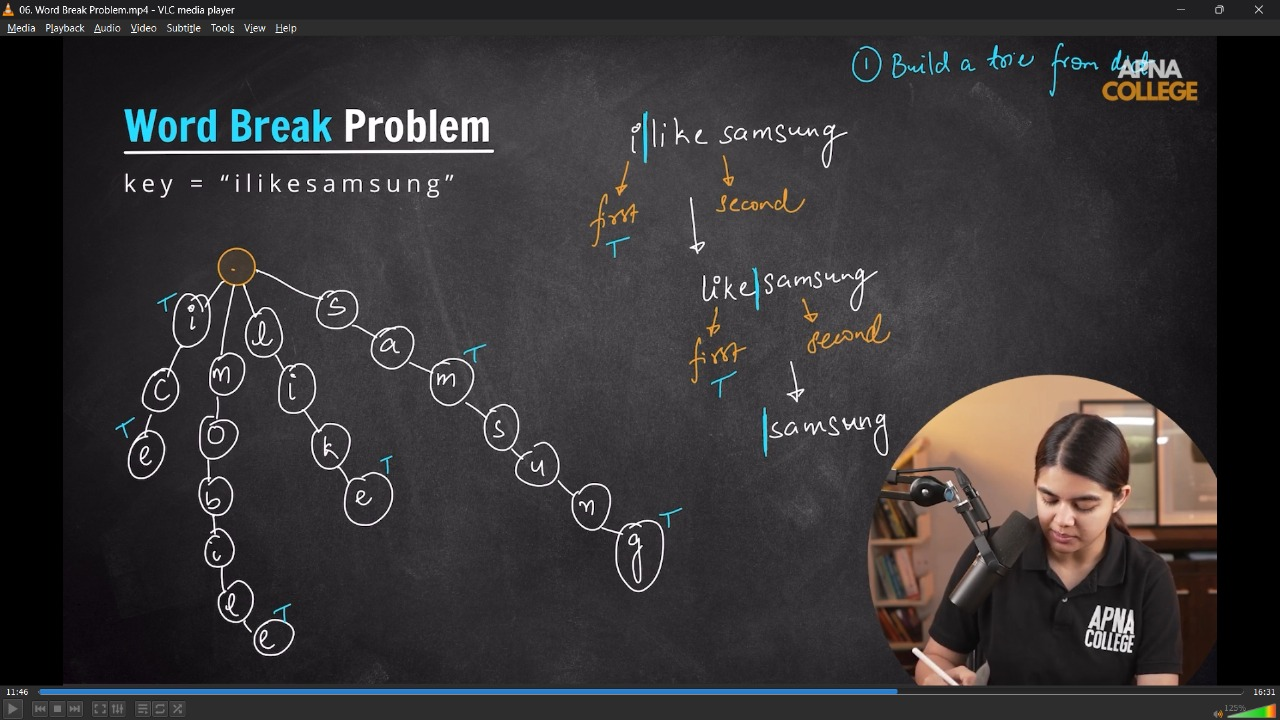 06. Word Break Problem.mp4 - VLC media player
Media Playback Audio Video Subtitle Tools View Help
① Build a trie from
APNA
COLLEGE
Word Break Problem
key = "ilikesamsung"
i|like samsung
first second
T
like|samsung
first second
T
|samsung
.
T i
l
s
a
m T
n
i
c
T e
o
k
s
b
e T
u
i
n
l
g T
e T
APNA
COLLEGE
11:46 16:31
125%